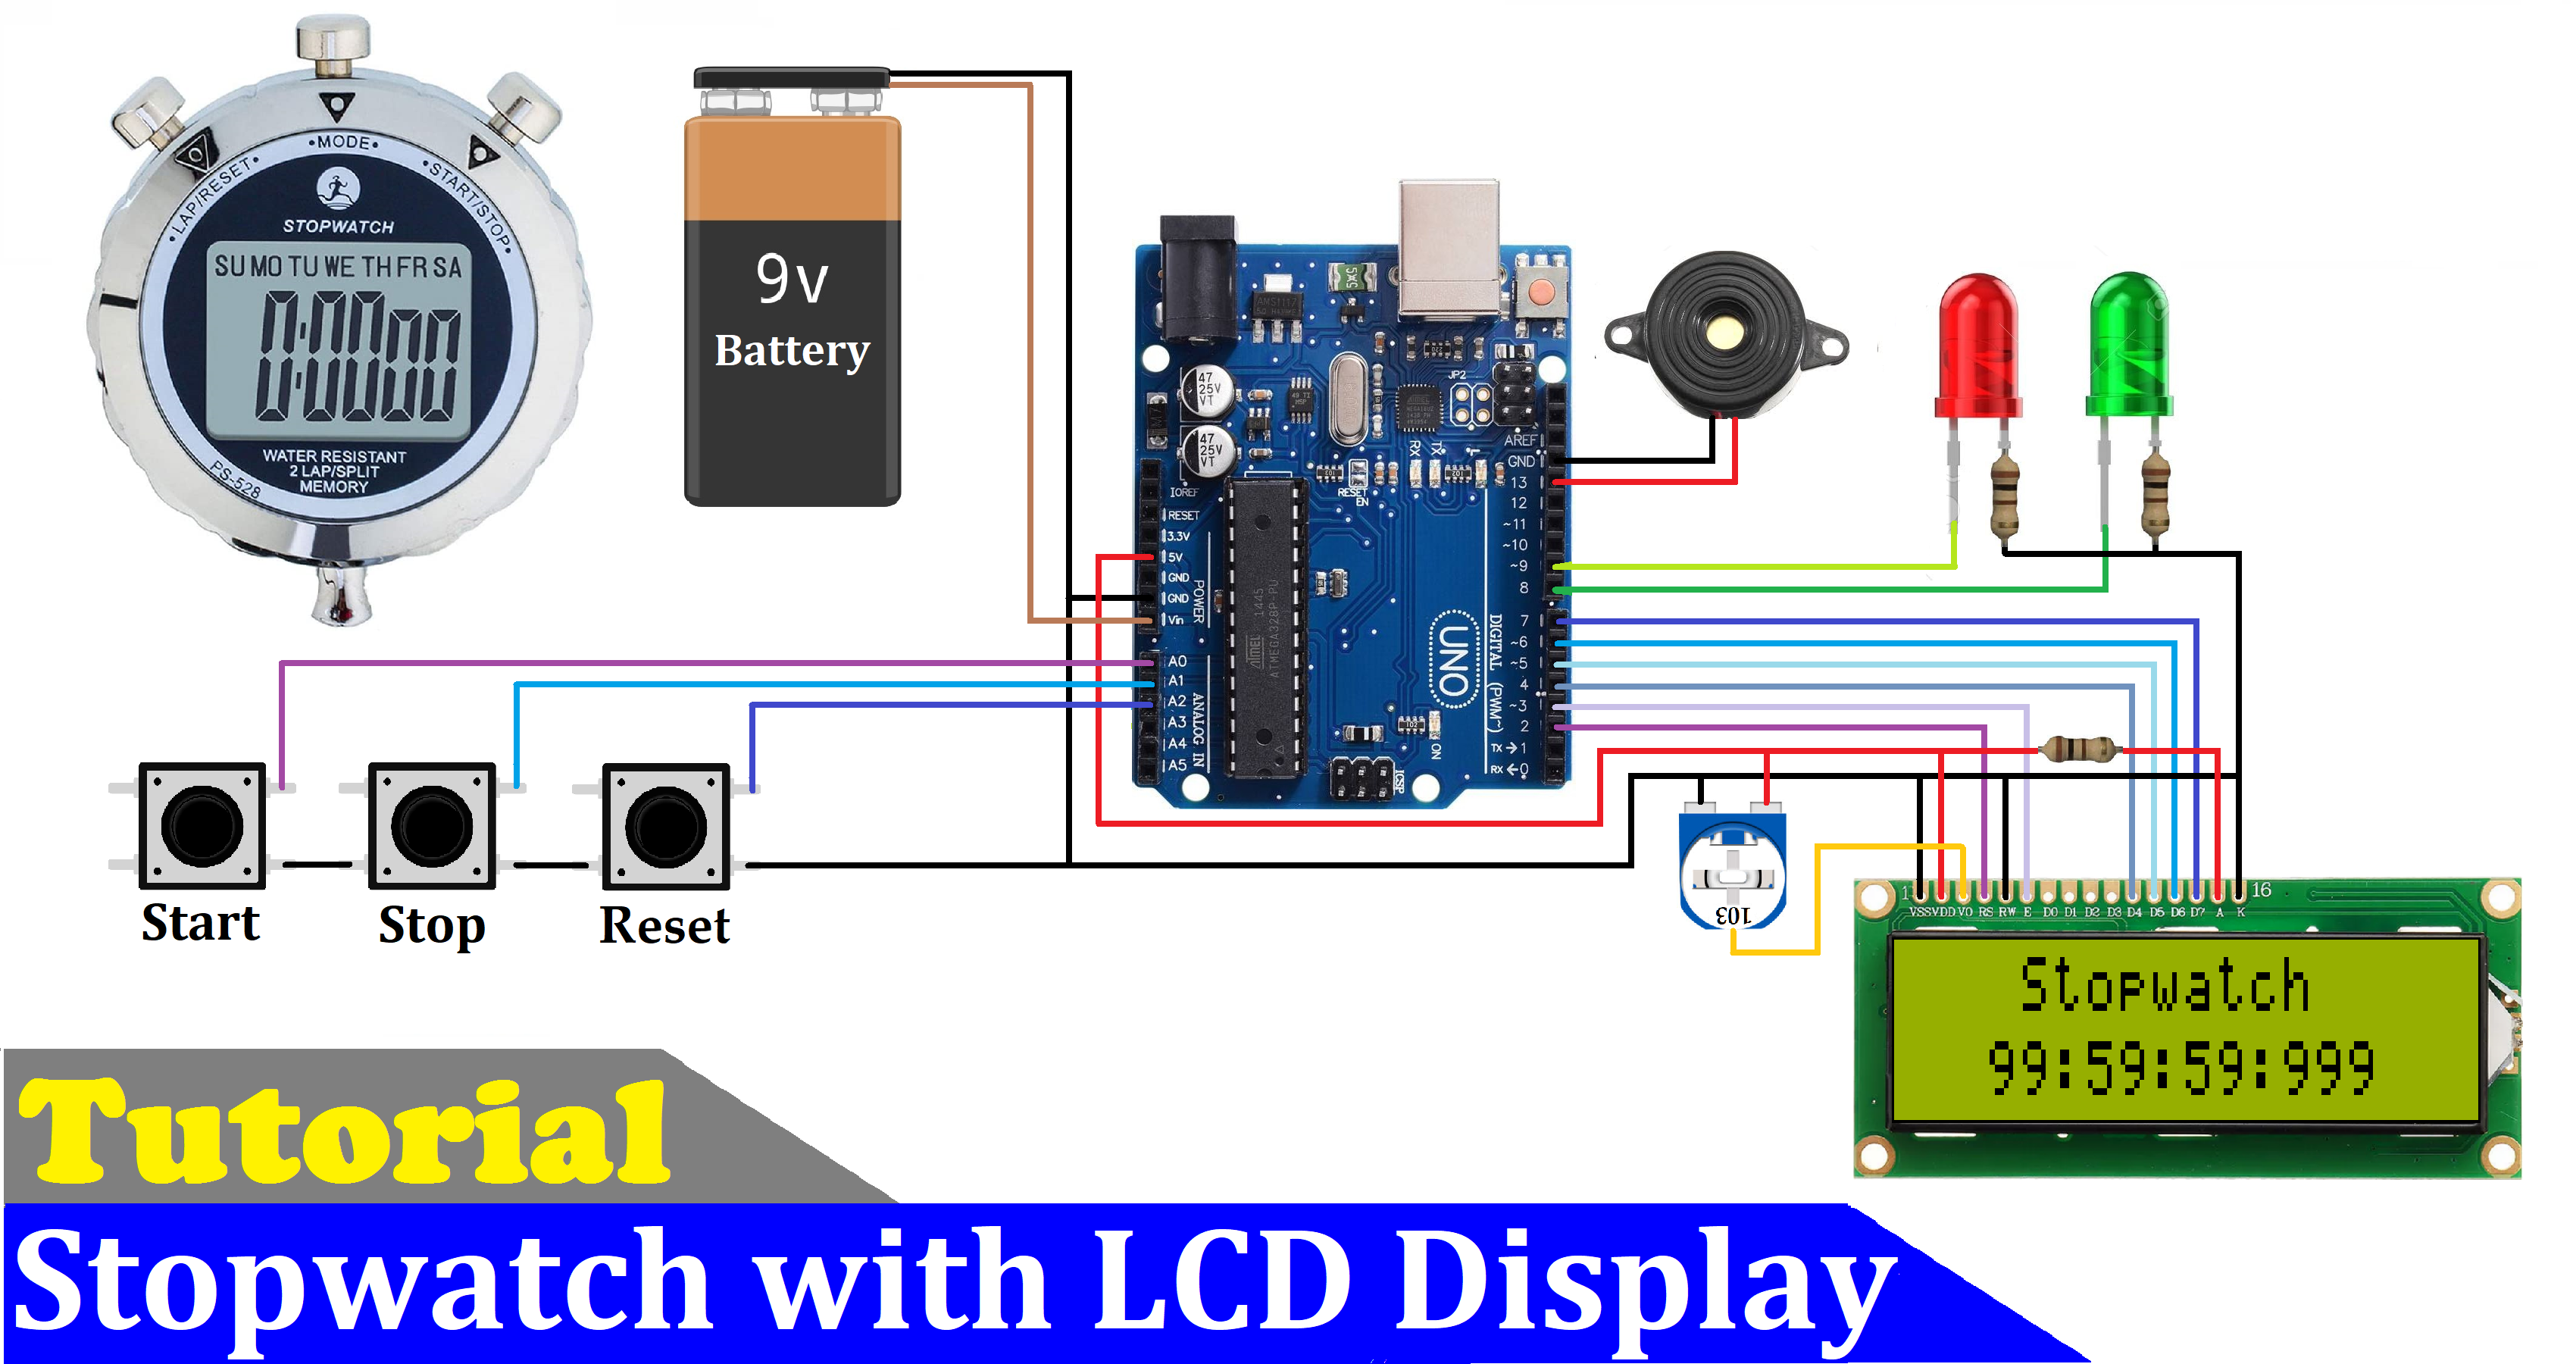 •MODE•
•LAP/RESET•
•START/STOP•
STOPWATCH
SU MO TU WE TH FR SA
0:00 00
WATER RESISTANT
2 LAP/SPLIT
MEMORY
PS-528
9v
Battery
47
25V
VT
47
25V
VT
AMS1117
JP2
RX
TX
L
RESET
EN
IOREF
RESET
3.3V
5V
GND
GND
Vin
POWER
A0
A1
A2
A3
A4
A5
ANALOG IN
ATMEL
ATMEGA328P-PU
1445
AREF
GND
13
12
~11
~10
~9
8
7
~6
~5
4
~3
2
TX→1
RX←0
DIGITAL (PWM~)
UNO
ON
ICSP
Start
Stop
Reset
103
1
16
VSS VDD VO RS RW E D0 D1 D2 D3 D4 D5 D6 D7 A K
Stopwatch
99:59:59:999
Tutorial
Stopwatch with LCD Display